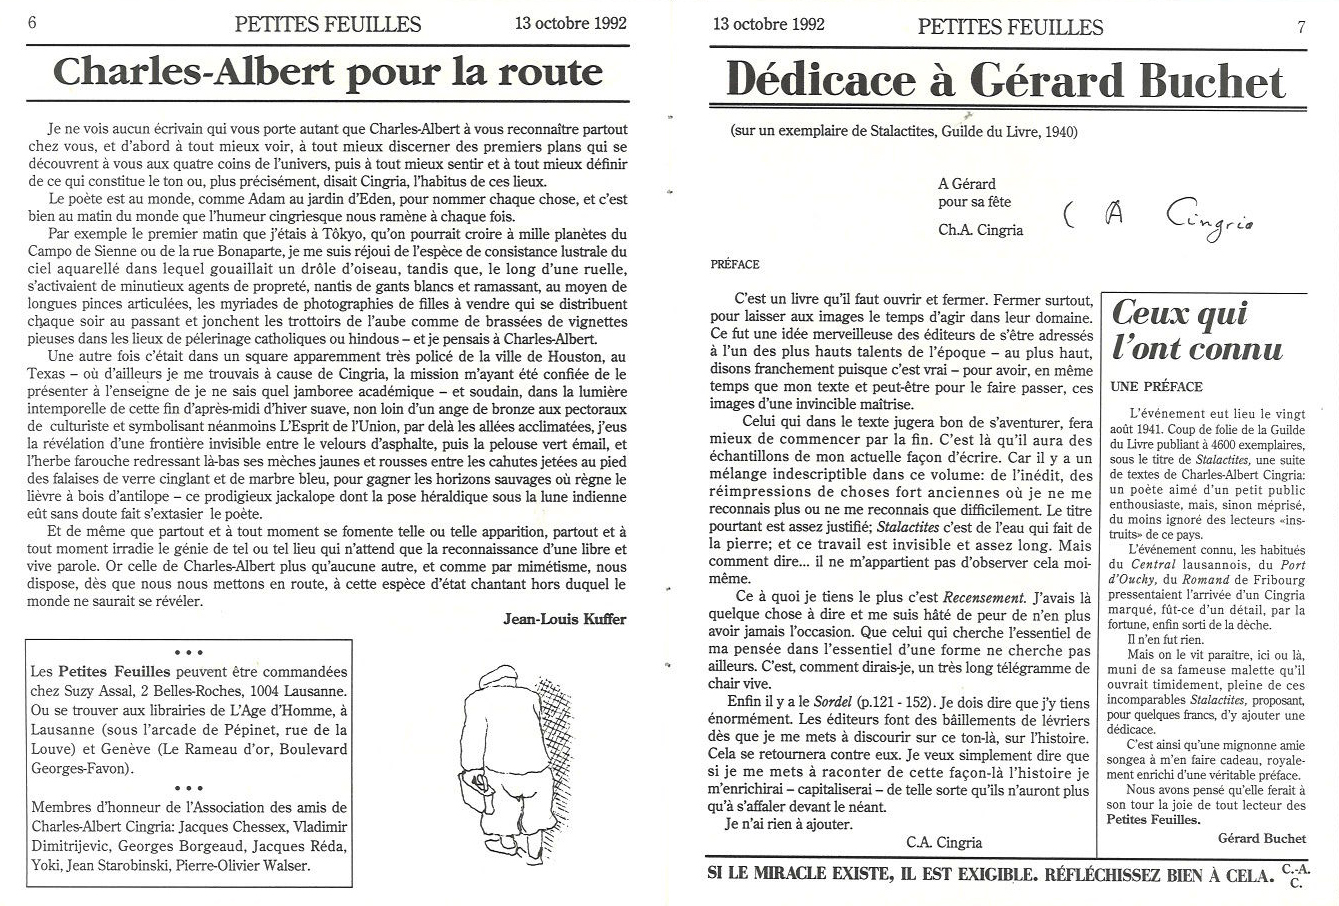 6 PETITES FEUILLES 13 octobre 1992
Charles-Albert pour la route
Je ne vois aucun écrivain qui vous porte autant que Charles-Albert à vous reconnaître partout
chez vous, et d'abord à tout mieux voir, à tout mieux discerner des premiers plans qui se
découvrent à vous aux quatre coins de l'univers, puis à tout mieux sentir et à tout mieux définir
de ce qui constitue le ton ou, plus précisément, disait Cingria, l'habitus de ces lieux.
Le poète est au monde, comme Adam au jardin d'Eden, pour nommer chaque chose, et c'est
bien au matin du monde que l'humeur cingriesque nous ramène à chaque fois.
Par exemple le premier matin que j'étais à Tôkyo, qu'on pourrait croire à mille planètes du
Campo de Sienne ou de la rue Bonaparte, je me suis réjoui de l'espèce de consistance lustrale du
ciel aquarellé dans lequel gouaillait un drôle d'oiseau, tandis que, le long d'une ruelle,
s'activaient de minutieux agents de propreté, nantis de gants blancs et ramassant, au moyen de
longues pinces articulées, les myriades de photographies de filles à vendre qui se distribuent
chaque soir au passant et jonchent les trottoirs de l'aube comme de brassées de vignettes
pieuses dans les lieux de pélerinage catholiques ou hindous – et je pensais à Charles-Albert.
Une autre fois c'était dans un square apparemment très policé de la ville de Houston, au
Texas – où d'ailleurs je me trouvais à cause de Cingria, la mission m'ayant été confiée de le
présenter à l'enseigne de je ne sais quel jamboree académique – et soudain, dans la lumière
intemporelle de cette fin d'après-midi d'hiver suave, non loin d'un ange de bronze aux pectoraux
de culturiste et symbolisant néanmoins L'Esprit de l'Union, par delà les allées acclimatées, j'eus
la révélation d'une frontière invisible entre le velours d'asphalte, puis la pelouse vert émail, et
l'herbe farouche redressant là-bas ses mèches jaunes et rousses entre les cahutes jetées au pied
des falaises de verre cinglant et de marbre bleu, pour gagner les horizons sauvages où règne le
lièvre à bois d'antilope – ce prodigieux jackalope dont la pose héraldique sous la lune indienne
eût sans doute fait s'extasier le poète.
Et de même que partout et à tout moment se fomente telle ou telle apparition, partout et à
tout moment irradie le génie de tel ou tel lieu qui n'attend que la reconnaissance d'une libre et
vive parole. Or celle de Charles-Albert plus qu'aucune autre, et comme par mimétisme, nous
dispose, dès que nous nous mettons en route, à cette espèce d'état chantant hors duquel le
monde ne saurait se révéler.
Jean-Louis Kuffer
• • •
Les Petites Feuilles peuvent être commandées
chez Suzy Assal, 2 Belles-Roches, 1004 Lausanne.
Ou se trouver aux librairies de L'Age d'Homme, à
Lausanne (sous l'arcade de Pépinet, rue de la
Louve) et Genève (Le Rameau d'or, Boulevard
Georges-Favon).
• • •
Membres d'honneur de l'Association des amis de
Charles-Albert Cingria: Jacques Chessex, Vladimir
Dimitrijevic, Georges Borgeaud, Jacques Réda,
Yoki, Jean Starobinski, Pierre-Olivier Walser.
13 octobre 1992 PETITES FEUILLES 7
Dédicace à Gérard Buchet
(sur un exemplaire de Stalactites, Guilde du Livre, 1940)
A Gérard
pour sa fête
Ch.A. Cingria
C A Cingria
PRÉFACE
C'est un livre qu'il faut ouvrir et fermer. Fermer surtout,
pour laisser aux images le temps d'agir dans leur domaine.
Ce fut une idée merveilleuse des éditeurs de s'être adressés
à l'un des plus hauts talents de l'époque – au plus haut,
disons franchement puisque c'est vrai – pour avoir, en même
temps que mon texte et peut-être pour le faire passer, ces
images d'une invincible maîtrise.
Celui qui dans le texte jugera bon de s'aventurer, fera
mieux de commencer par la fin. C'est là qu'il aura des
échantillons de mon actuelle façon d'écrire. Car il y a un
mélange indescriptible dans ce volume: de l'inédit, des
réimpressions de choses fort anciennes où je ne me
reconnais plus ou ne me reconnais que difficilement. Le titre
pourtant est assez justifié; Stalactites c'est de l'eau qui fait de
la pierre; et ce travail est invisible et assez long. Mais
comment dire... il ne m'appartient pas d'observer cela moi-
même.
Ce à quoi je tiens le plus c'est Recensement. J'avais là
quelque chose à dire et me suis hâté de peur de n'en plus
avoir jamais l'occasion. Que celui qui cherche l'essentiel de
ma pensée dans l'essentiel d'une forme ne cherche pas
ailleurs. C'est, comment dirais-je, un très long télégramme de
chair vive.
Enfin il y a le Sordel (p.121 - 152). Je dois dire que j'y tiens
énormément. Les éditeurs font des bâillements de lévriers
dès que je me mets à discourir sur ce ton-là, sur l'histoire.
Cela se retournera contre eux. Je veux simplement dire que
si je me mets à raconter de cette façon-là l'histoire je
m'enrichirai – capitaliserai – de telle sorte qu'ils n'auront plus
qu'à s'affaler devant le néant.
Je n'ai rien à ajouter.
C.A. Cingria
Ceux qui
l'ont connu
UNE PRÉFACE
L'événement eut lieu le vingt
août 1941. Coup de folie de la Guilde
du Livre publiant à 4600 exemplaires,
sous le titre de Stalactites, une suite
de textes de Charles-Albert Cingria:
un poète aimé d'un petit public
enthousiaste, mais, sinon méprisé,
du moins ignoré des lecteurs «ins-
truits» de ce pays.
L'événement connu, les habitués
du Central lausannois, du Port
d'Ouchy, du Romand de Fribourg
pressentaient l'arrivée d'un Cingria
marqué, fût-ce d'un détail, par la
fortune, enfin sorti de la dèche.
Il n'en fut rien.
Mais on le vit paraître, ici ou là,
muni de sa fameuse malette qu'il
ouvrait timidement, pleine de ces
incomparables Stalactites, proposant,
pour quelques francs, d'y ajouter une
dédicace.
C'est ainsi qu'une mignonne amie
songea à m'en faire cadeau, royale-
ment enrichi d'une véritable préface.
Nous avons pensé qu'elle ferait à
son tour la joie de tout lecteur des
Petites Feuilles.
Gérard Buchet
SI LE MIRACLE EXISTE, IL EST EXIGIBLE. RÉFLÉCHISSEZ BIEN À CELA. C.-A.
C.